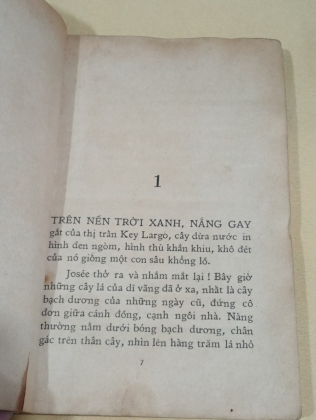 1
TRÊN NỀN TRỜI XANH, NẮNG GAY
gắt của thị trấn Key Largo, cây dừa nước in
hình đen ngòm, hình thù khẳn khiu, khô đét
của nó giống một con sâu khổng lồ.
Josée thở ra và nhắm mắt lại ! Bây giờ
những cây lá của dĩ vãng đã ở xa, nhất là cây
bạch dương của những ngày cũ, đứng cô
đơn giữa cánh đồng, cạnh ngôi nhà. Nàng
thường nằm dưới bóng bạch dương, chân
gác trên thân cây, nhìn lên hàng trăm lá nhỏ
7